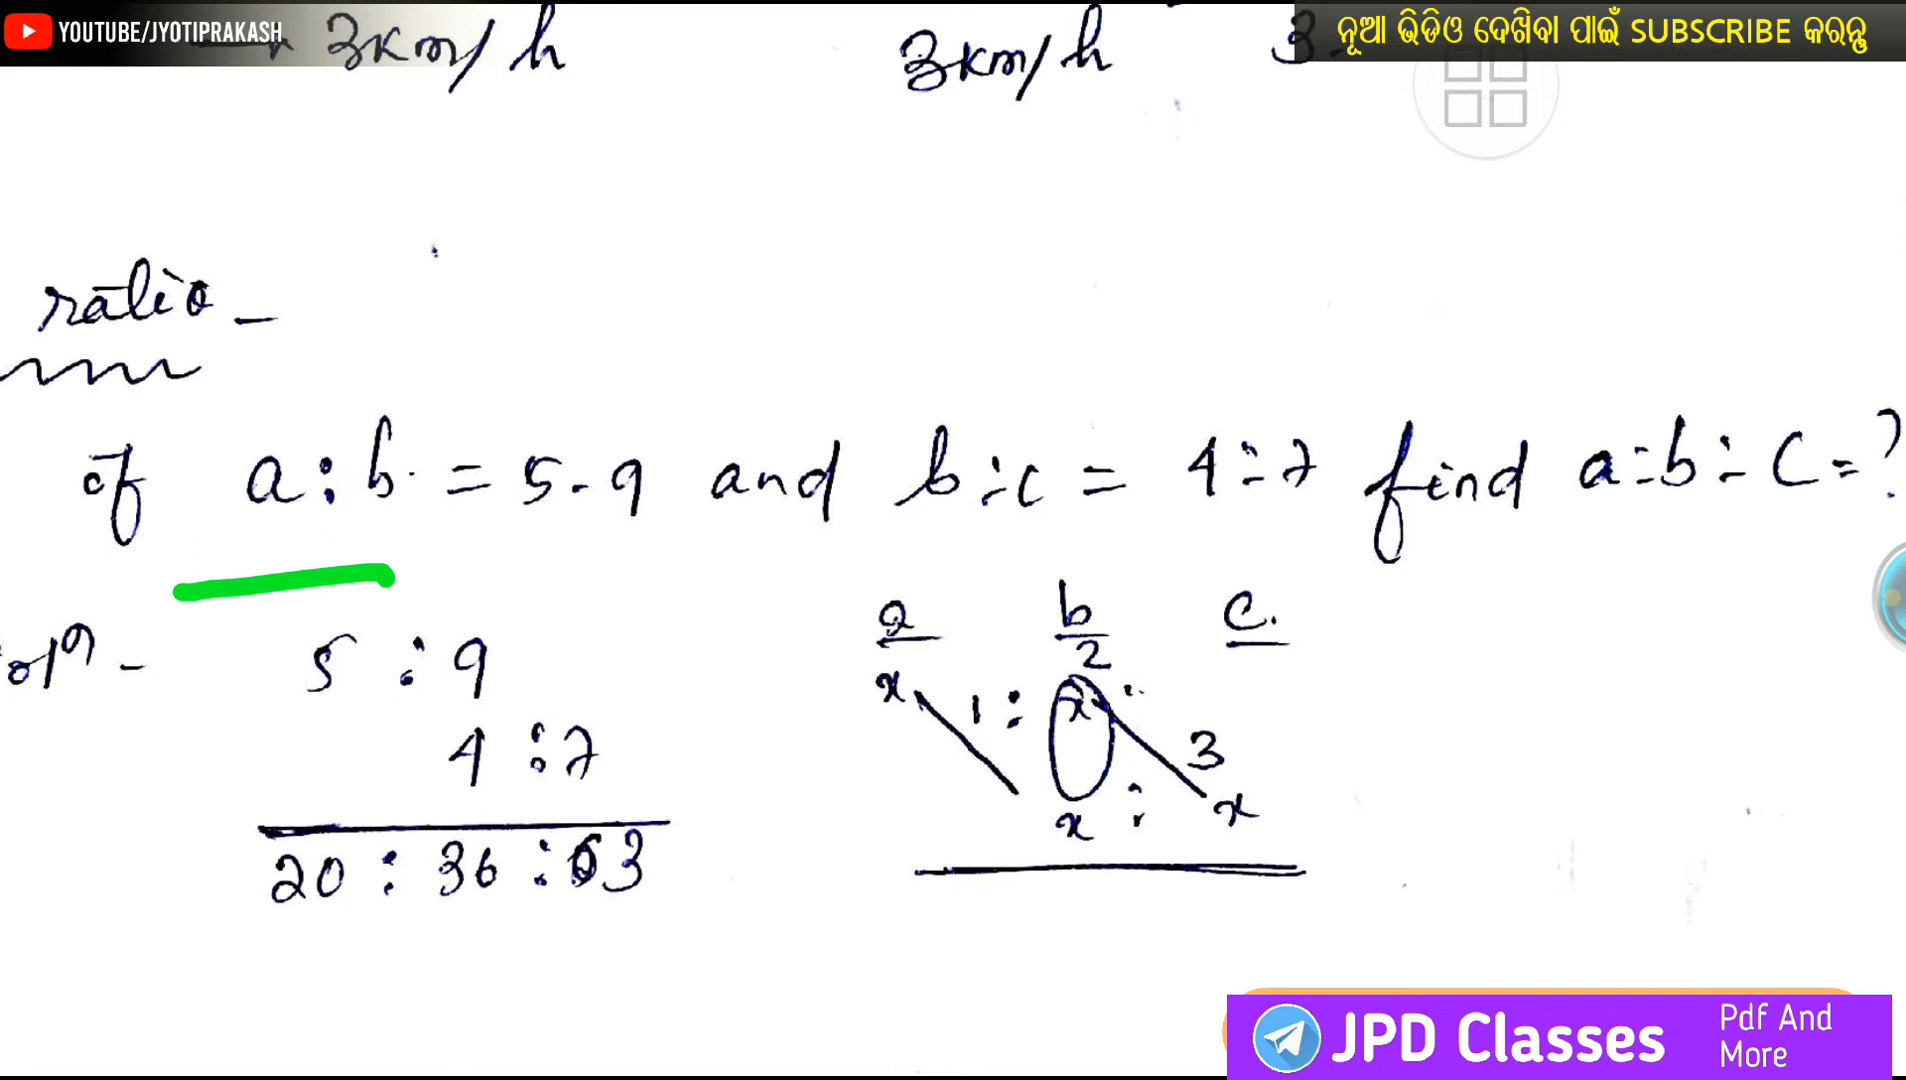 YOUTUBE/JYOTIPRAKASH
ନୂଆ ଭିଡିଓ ଦେଖିବା ପାଇଁ SUBSCRIBE କରନ୍ତୁ
3km/h 3km/h 3
ratio -
of a:b = 5-9 and b:c = 4:7 find a:b:c = ?
a b c.
5 : 9
4 : 7
20 : 36 : 63
x 1 : 2 x :
3
x : x
JPD Classes
Pdf And
More